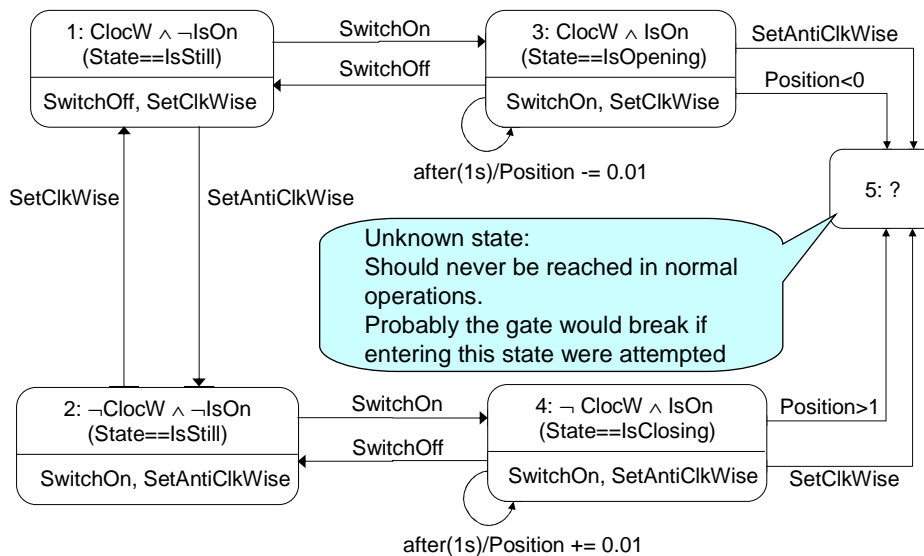 1: ClocW ∧ ¬IsOn
(State==IsStill)
SwitchOff, SetClkWise
SwitchOn
SwitchOff
3: ClocW ∧ IsOn
(State==IsOpening)
SwitchOn, SetClkWise
SetAntiClkWise
Position<0
after(1s)/Position -= 0.01
SetClkWise
SetAntiClkWise
5: ?
Unknown state:
Should never be reached in normal
operations.
Probably the gate would break if
entering this state were attempted
2: ¬ClocW ∧ ¬IsOn
(State==IsStill)
SwitchOn, SetAntiClkWise
SwitchOn
SwitchOff
4: ¬ ClocW ∧ IsOn
(State==IsClosing)
SwitchOn, SetAntiClkWise
Position>1
SetClkWise
after(1s)/Position += 0.01